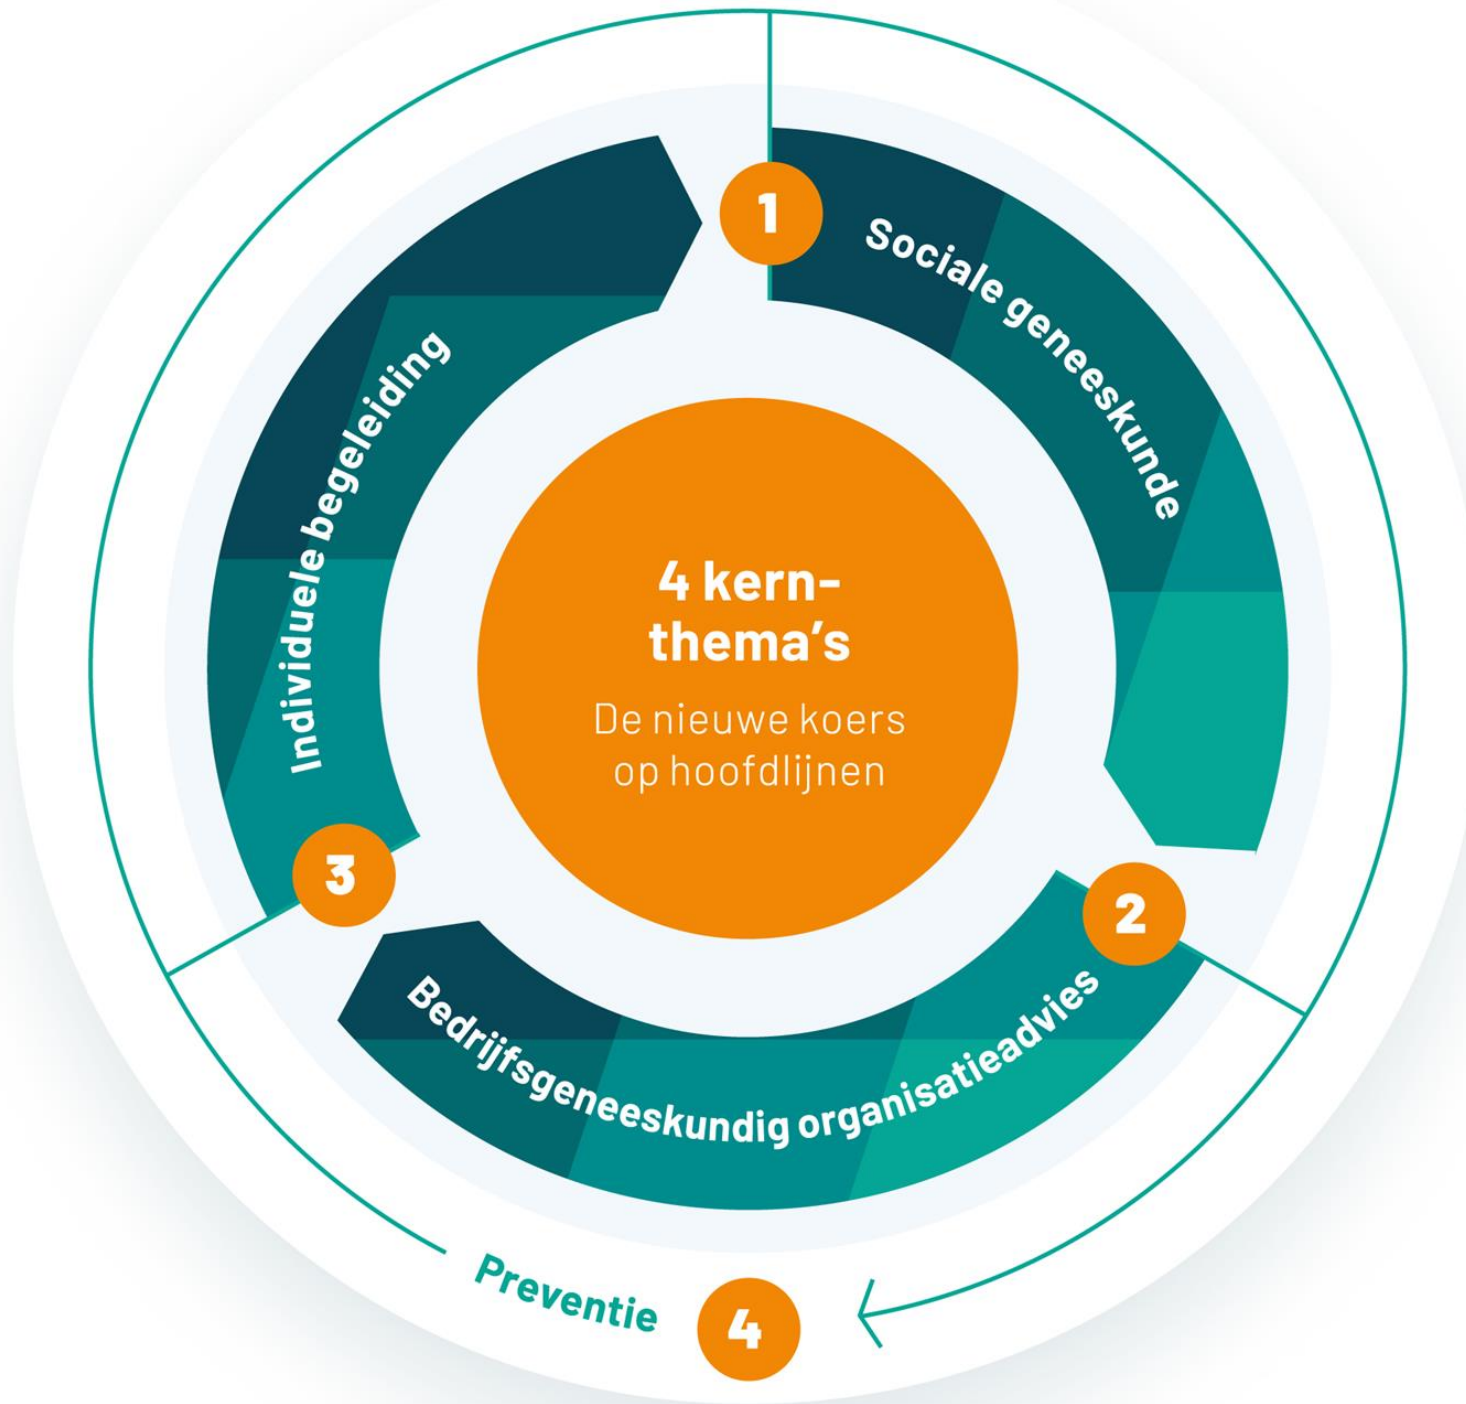 4 kern-
thema’s
De nieuwe koers
op hoofdlijnen
1
Sociale geneeskunde
2
Bedrijfsgeneeskundig organisatieadvies
3
Individuele begeleiding
4
Preventie